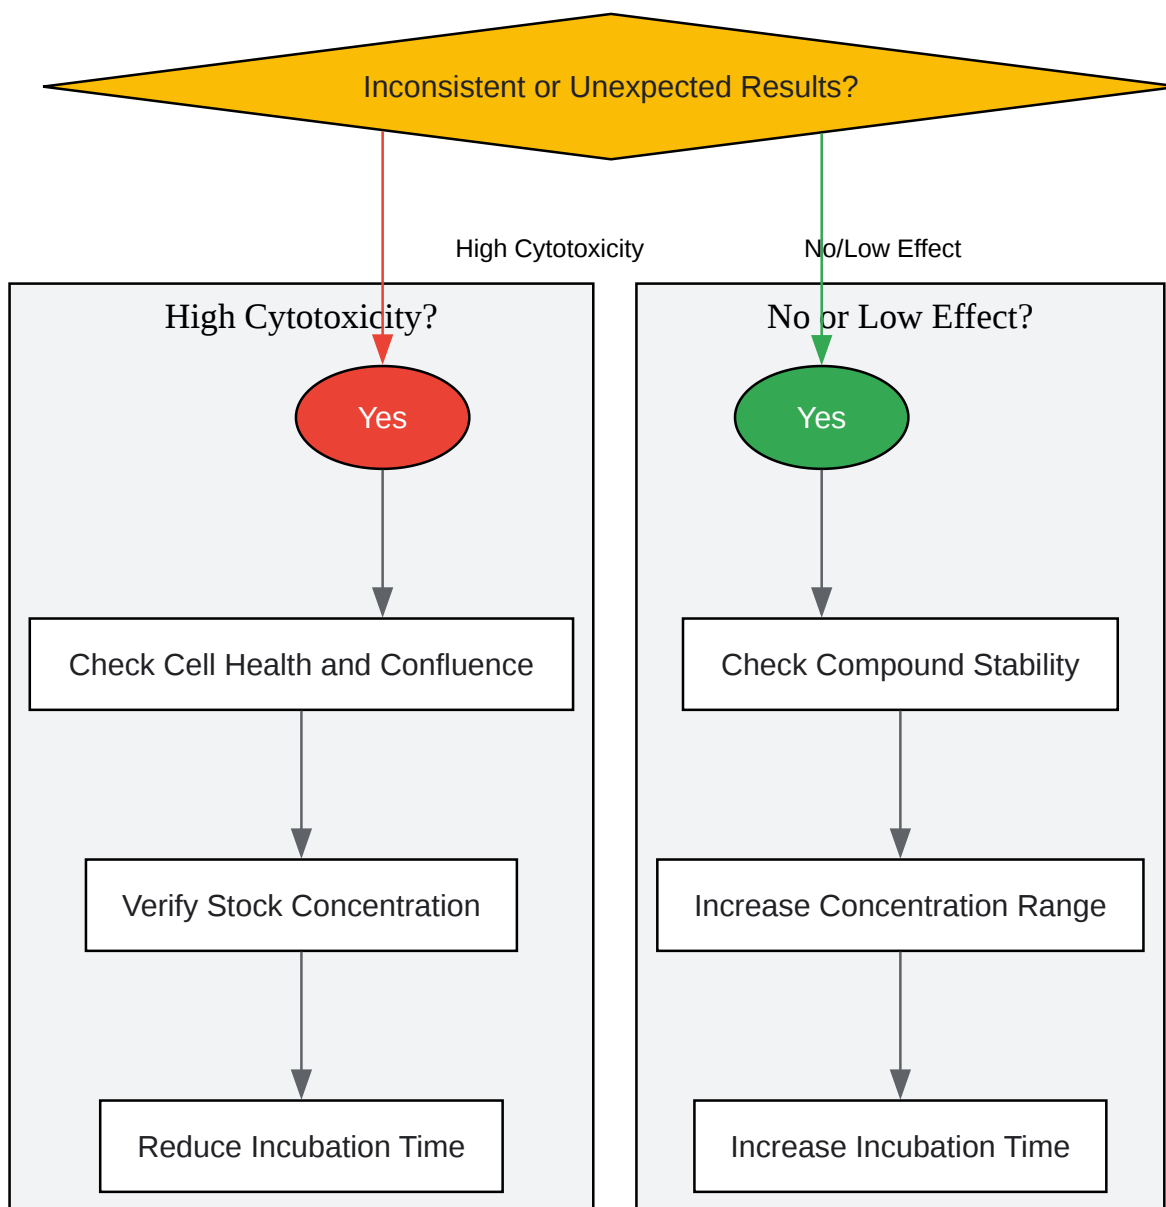 Inconsistent or Unexpected Results?
High Cytotoxicity
No/Low Effect
High Cytotoxicity?
Yes
Check Cell Health and Confluence
Verify Stock Concentration
Reduce Incubation Time
No or Low Effect?
Yes
Check Compound Stability
Increase Concentration Range
Increase Incubation Time